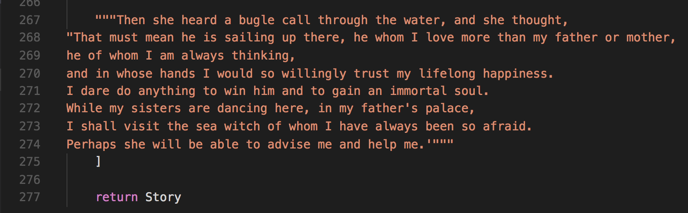 266
267 """Then she heard a bugle call through the water, and she thought,
268 "That must mean he is sailing up there, he whom I love more than my father or mother,
269 he of whom I am always thinking,
270 and in whose hands I would so willingly trust my lifelong happiness.
271 I dare do anything to win him and to gain an immortal soul.
272 While my sisters are dancing here, in my father's palace,
273 I shall visit the sea witch of whom I have always been so afraid.
274 Perhaps she will be able to advise me and help me.'"""
275 ]
276
277 return Story